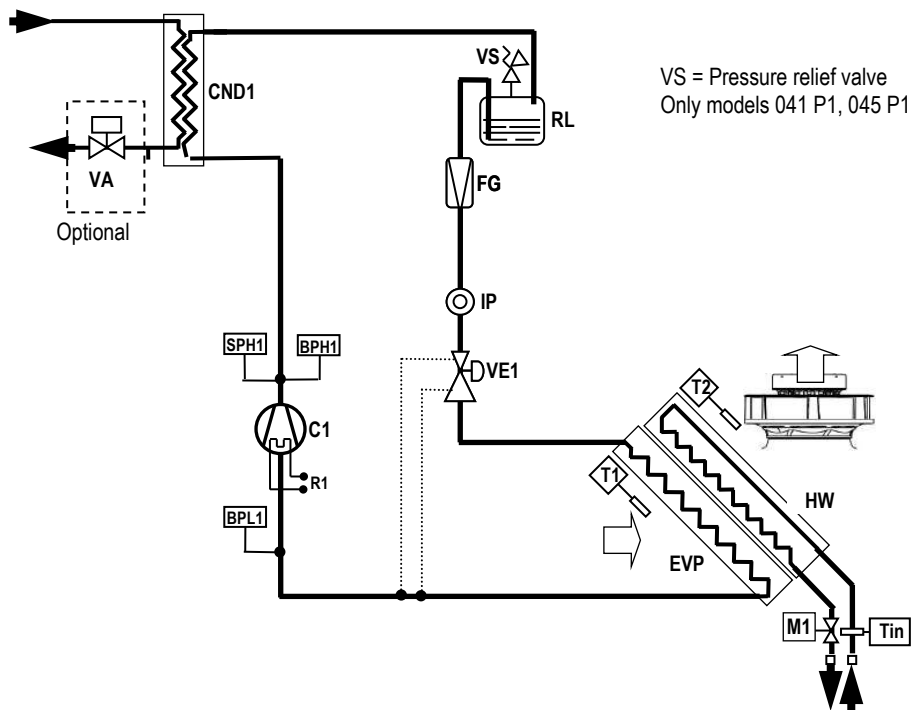 VS
CND1
VS = Pressure relief valve
Only models 041 P1, 045 P1
RL
VA
FG
Optional
IP
SPH1
BPH1
VE1
T2
C1
T1
R1
HW
BPL1
EVP
M1
Tin